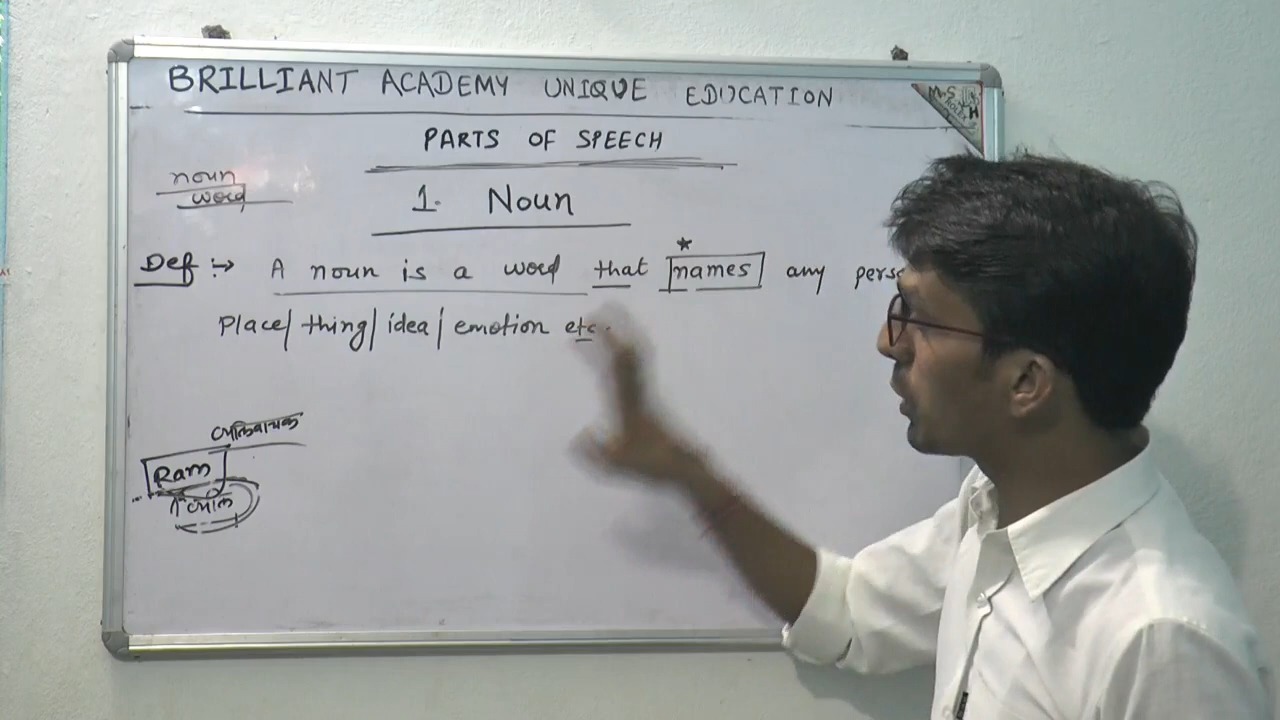 BRILLIANT ACADEMY UNIQUE EDUCATION
M.S
PARTS OF SPEECH
noun
word
1. Noun
Def :→ A noun is a word that names any pers
Place/ thing/ idea/ emotion etc.
Ram